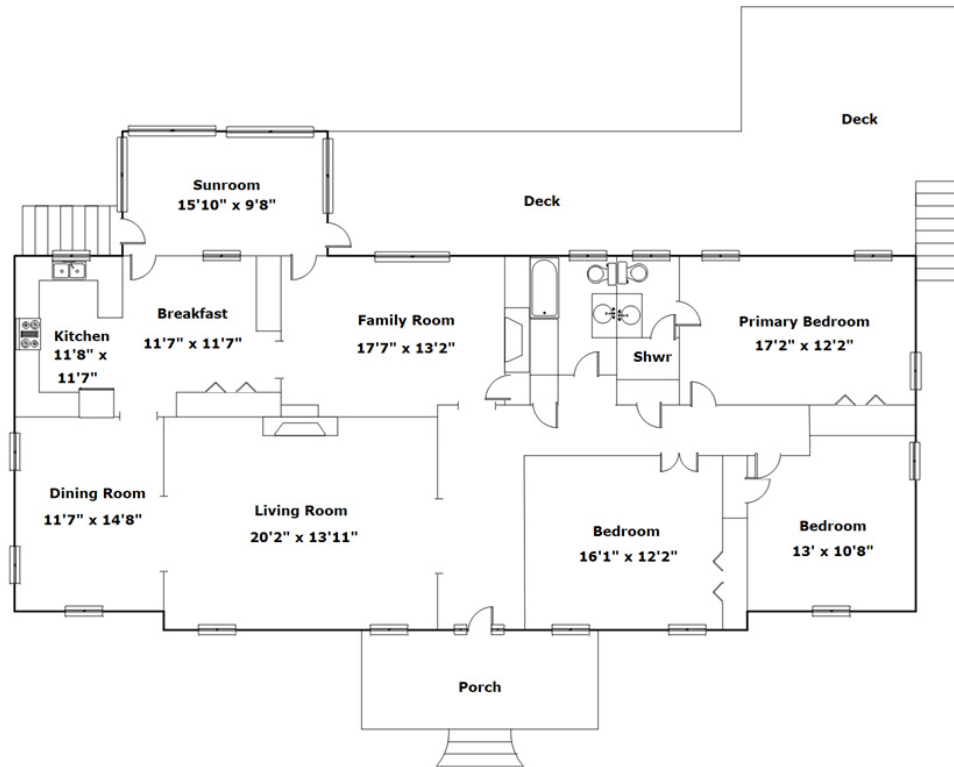 Deck
Sunroom
15'10" x 9'8"
Deck
Kitchen
11'8" x
11'7"
Breakfast
11'7" x 11'7"
Family Room
17'7" x 13'2"
Shwr
Primary Bedroom
17'2" x 12'2"
Dining Room
11'7" x 14'8"
Living Room
20'2" x 13'11"
Bedroom
16'1" x 12'2"
Bedroom
13' x 10'8"
Porch